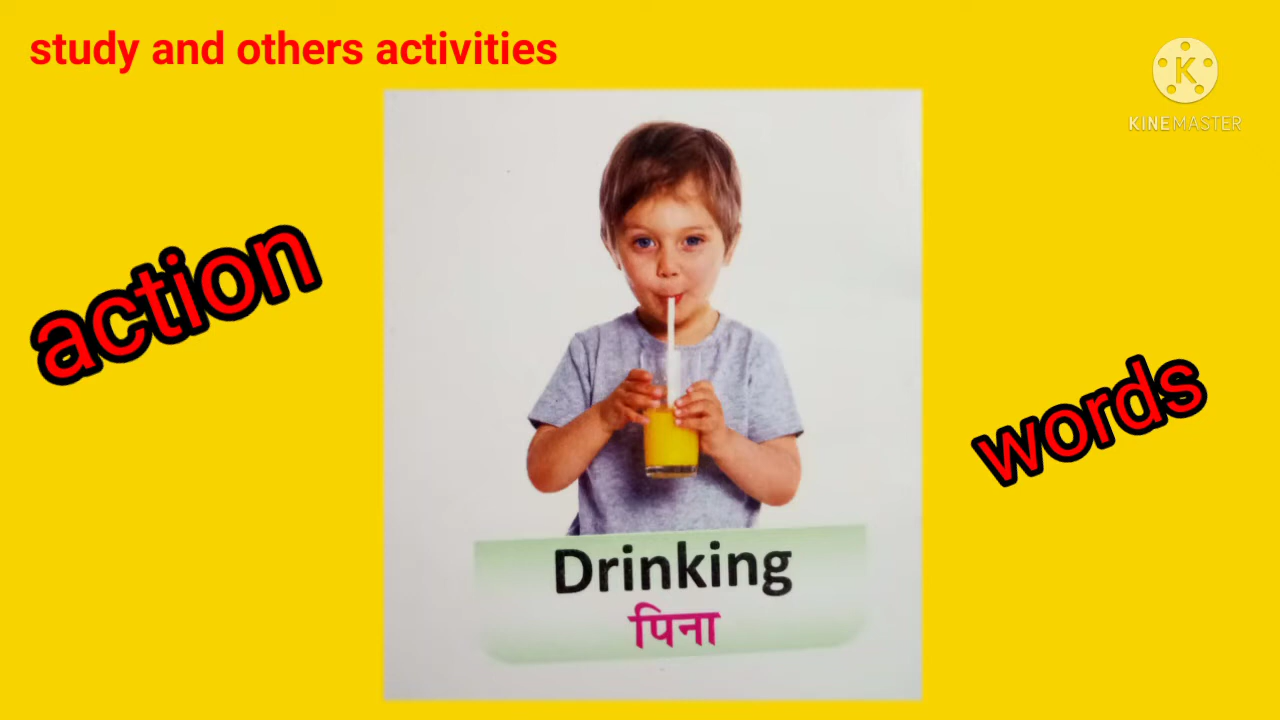 study and others activities
KINEMASTER
action
words
Drinking
पिना